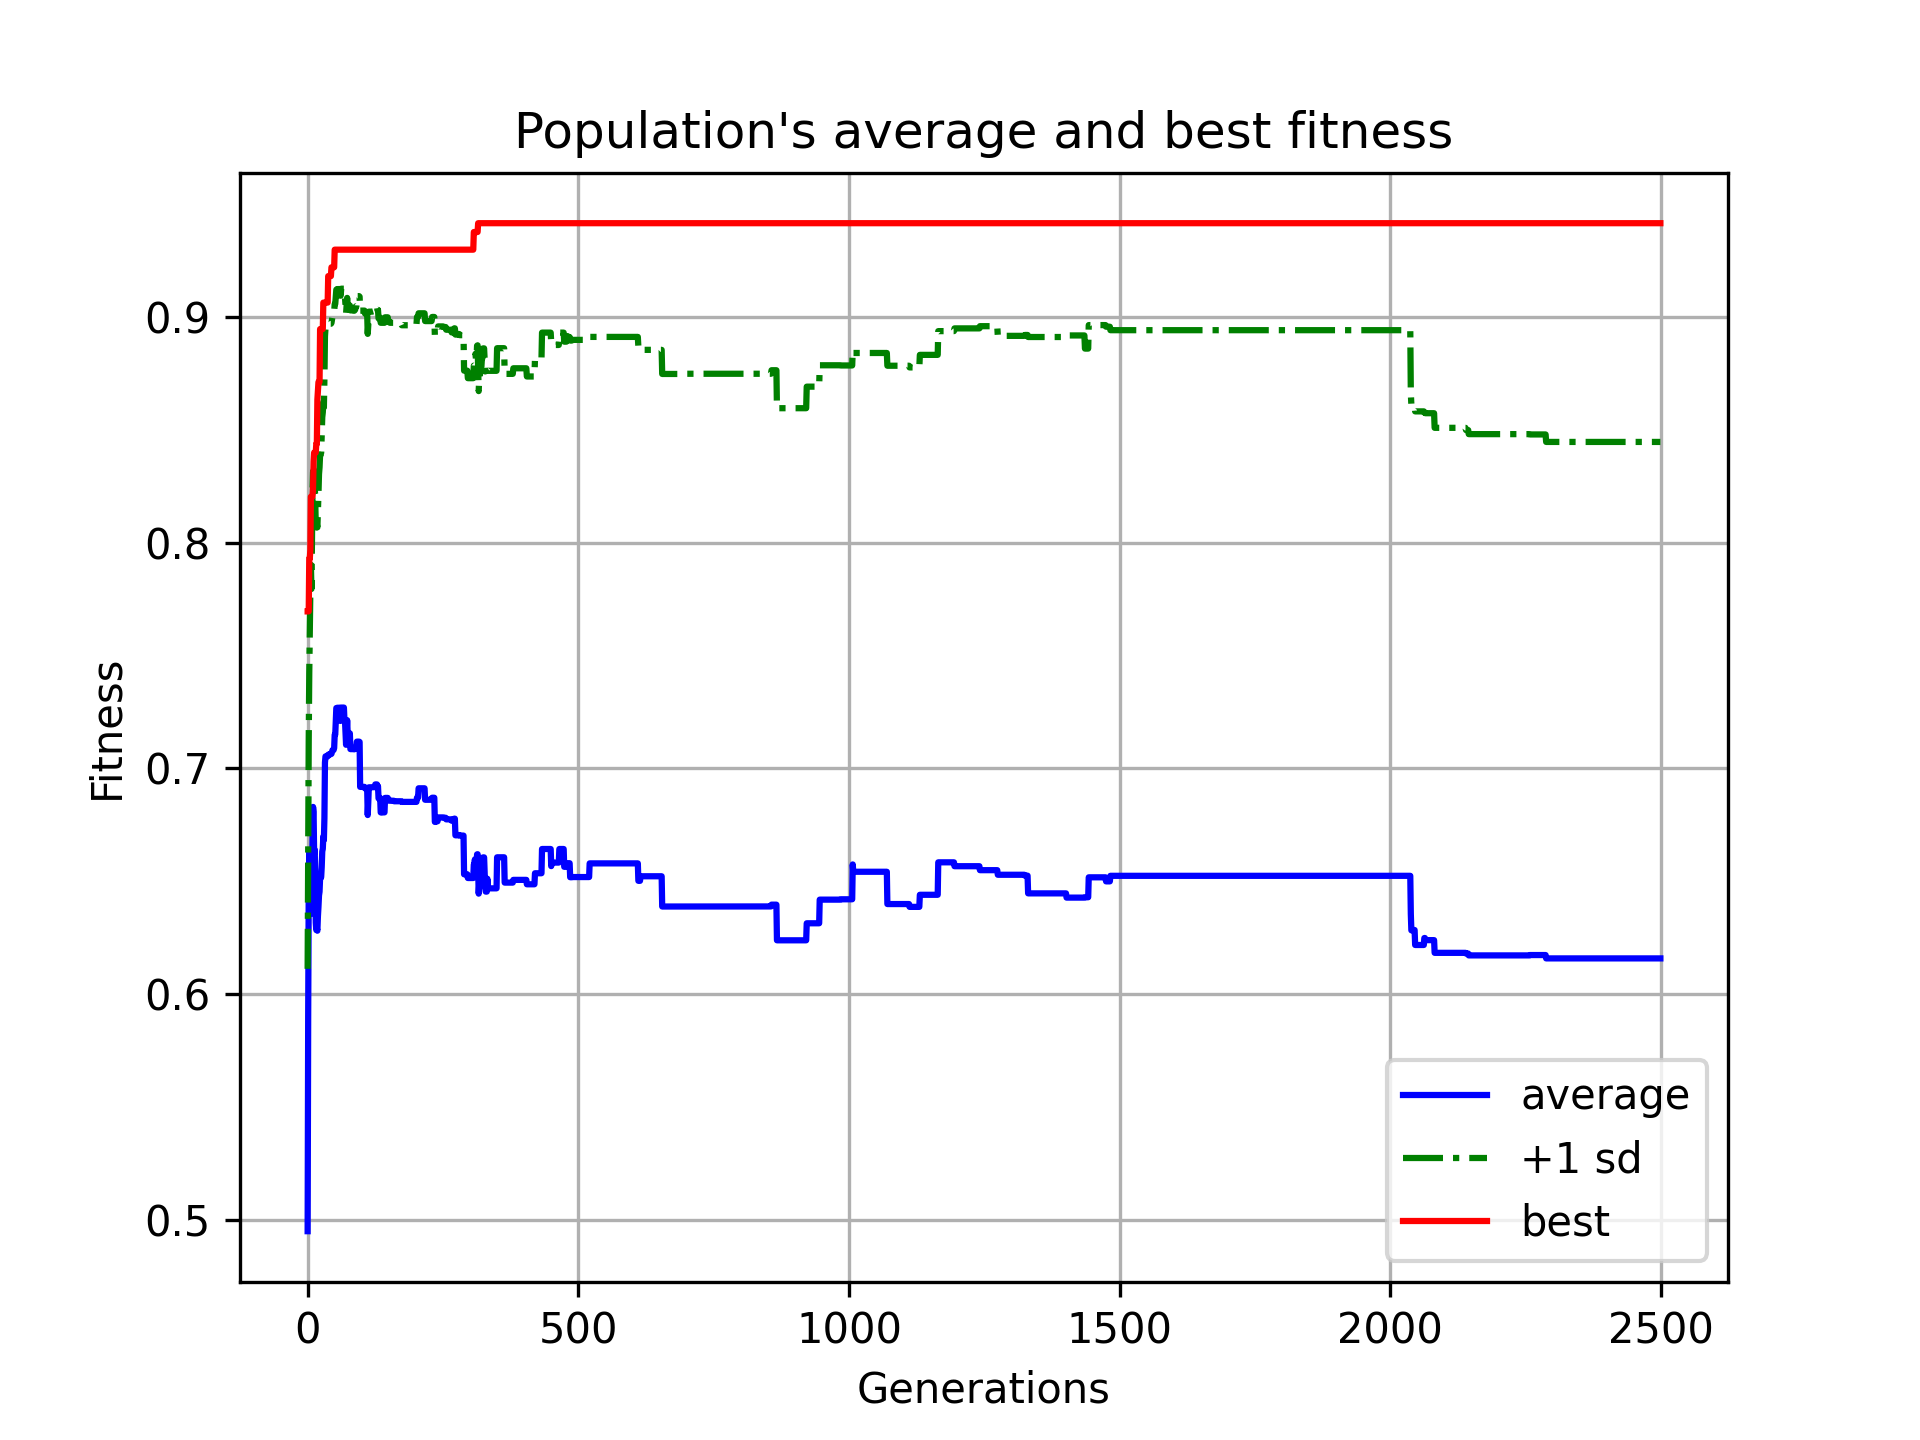 Population's average and best fitness
Fitness
0.9
0.8
0.7
0.6
0.5
0 500 1000 1500 2000 2500
Generations
average
+1 sd
best